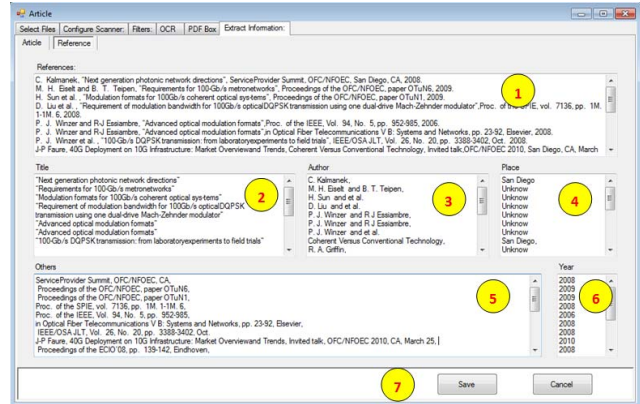 Article
Select Files
Configure Scanner:
Filters:
OCR
PDF Box
Extract Information:
Article
Reference
References:
C. Kalmanek, "Next generation photonic network directions", ServiceProvider Summit, OFC/NFOEC, San Diego, CA, 2008.
M. H. Eiselt and B. T. Teipen, "Requirements for 100-Gb/s metronetworks", Proceedings of the OFC/NFOEC, paper OTuN6, 2009.
H. Sun et al., "Modulation formats for 100Gb/s coherent optical sys-tems", Proceedings of the OFC/NFOEC, paper OTuN1, 2009.
D. Liu et al. , "Requirement of modulation bandwidth for 100Gb/s opticalDQPSK transmission using one dual-drive Mach-Zehnder modulator",Proc. of the SPIE, vol. 7136, pp. 1M.
1-1M. 6, 2008.
P. J. Winzer and R-J Essiambre, "Advanced optical modulation formats",Proc. of the IEEE, Vol. 94, No. 5, pp. 952-985, 2006.
P. J. Winzer and R-J Essiambre, "Advanced optical modulation formats",in Optical Fiber Telecommunications V B: Systems and Networks, pp. 23-92, Elsevier, 2008.
P. J. Winzer et al., "100-Gb/s DQPSK transmission: from laboratoryexperiments to field trials", IEEE/OSA JLT, Vol. 26, No. 20, pp. 3388-3402, Oct. 2008.
J-P Faure, 40G Deployment on 10G Infrastructure: Market Overviewand Trends, Coherent Versus Conventional Technology, Invited talk,OFC/NFOEC 2010, San Diego, CA, March
1
Title
"Next generation photonic network directions"
"Requirements for 100-Gb/s metronetworks"
"Modulation formats for 100Gb/s coherent optical sys-tems"
"Requirement of modulation bandwidth for 100Gb/s opticalDQPSK
transmission using one dual-drive Mach-Zehnder modulator"
"Advanced optical modulation formats"
"Advanced optical modulation formats"
"100-Gb/s DQPSK transmission: from laboratoryexperiments to field trials"
2
Author
C. Kalmanek,
M. H. Eiselt and B. T. Teipen,
H. Sun and et al.
D. Liu and et al.
P. J. Winzer and R J Essiambre,
P. J. Winzer and R J Essiambre,
P. J. Winzer and et al.
Coherent Versus Conventional Technology,
R. A. Griffin,
3
Place
San Diego
Unknow
Unknow
Unknow
Unknow
Unknow
Unknow
San Diego,
Unknow
4
Others
ServiceProvider Summit, OFC/NFOEC, CA,
Proceedings of the OFC/NFOEC, paper OTuN6,
Proceedings of the OFC/NFOEC, paper OTuN1,
Proc. of the SPIE, vol. 7136, pp. 1M. 1-1M. 6,
Proc. of the IEEE, Vol. 94, No. 5, pp. 952-985,
in Optical Fiber Telecommunications V B: Systems and Networks, pp. 23-92, Elsevier,
IEEE/OSA JLT, Vol. 26, No. 20, pp. 3388-3402, Oct.
J-P Faure, 40G Deployment on 10G Infrastructure: Market Overviewand Trends, Invited talk, OFC/NFOEC 2010, CA, March 25,
Proceedings of the ECIO'08, pp. 139-142, Eindhoven,
5
Year
2008
2009
2009
2008
2006
2008
2008
2010
2008
6
7
Save
Cancel